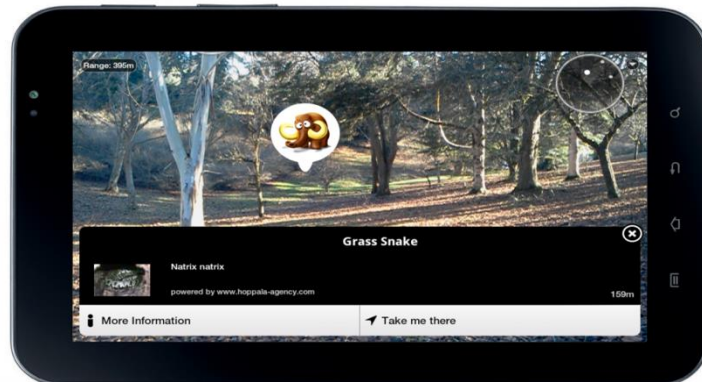 Range: 395m
Grass Snake
Natrix natrix
powered by www.hoppala-agency.com
159m
More Information
Take me there